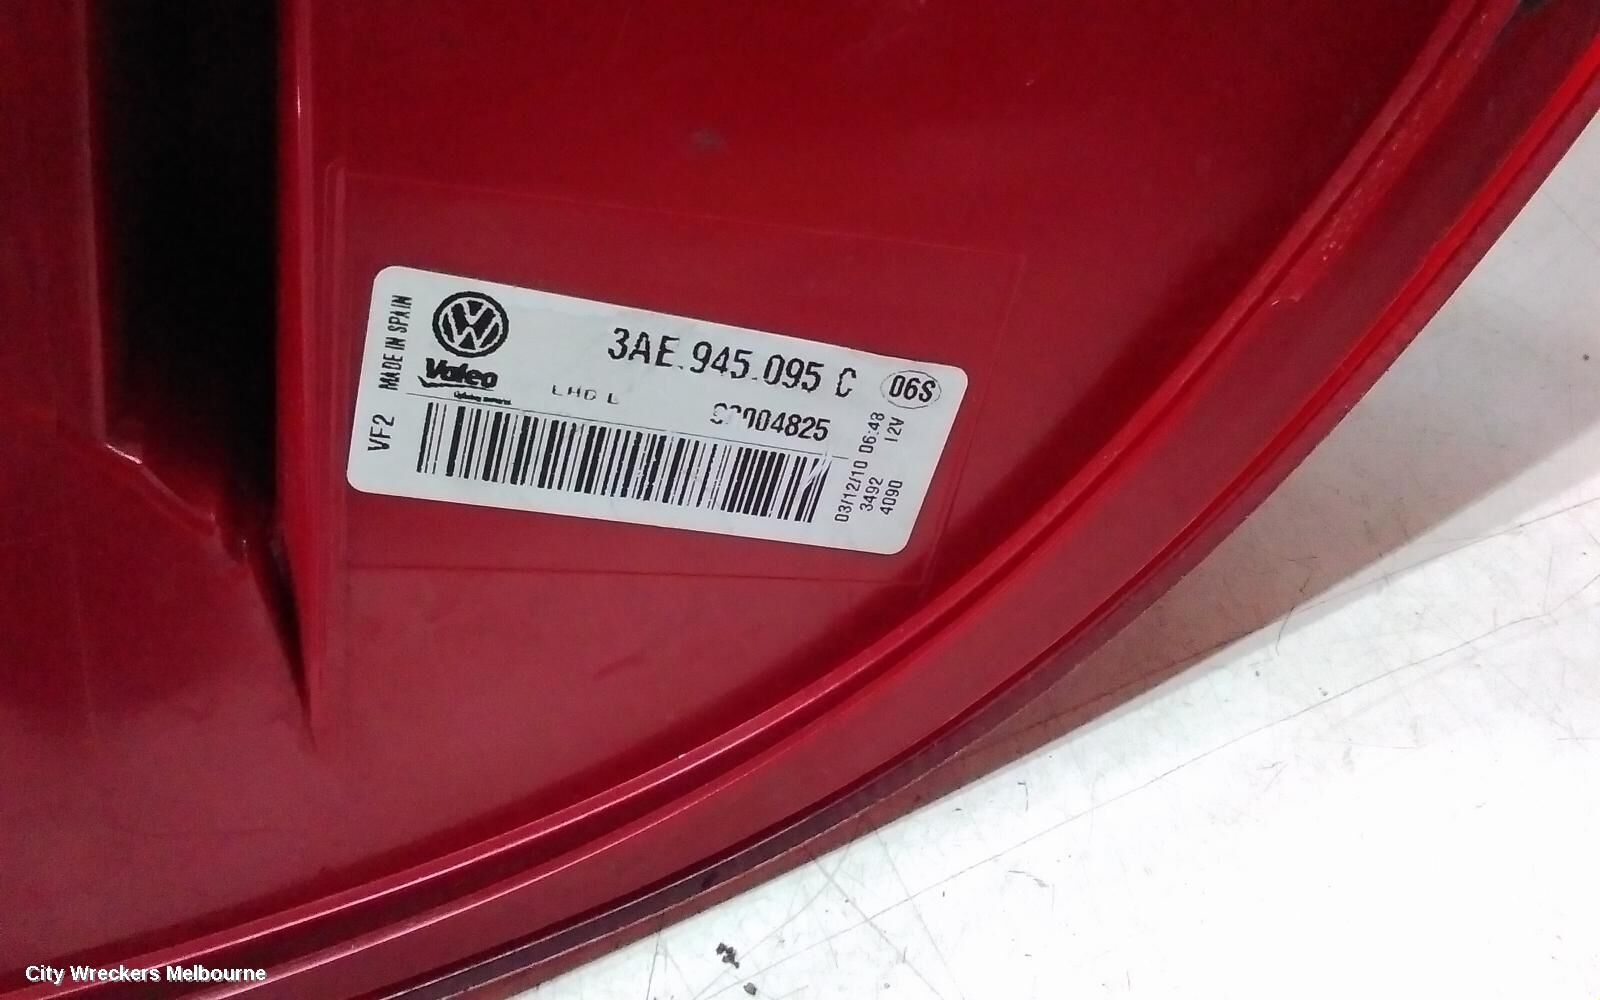 MADE IN SPAIN
VF2
Valeo
3AE.945.095 C
06S
03/12/10 06:48
3492 12V
4090
City Wreckers Melbourne